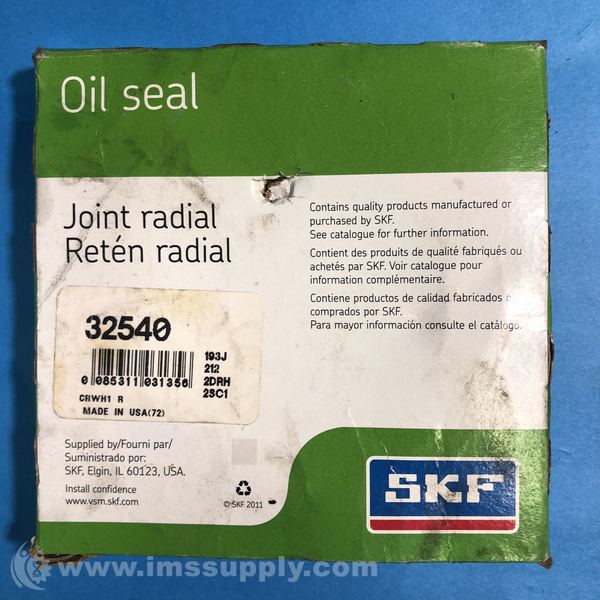 Oil seal
Joint radial
Retén radial
Contains quality products manufactured or
purchased by SKF.
See catalogue for further information.
Contient des produits de qualité fabriqués ou
achetés par SKF. Voir catalogue pour
information complémentaire.
Contiene productos de calidad fabricados o
comprados por SKF.
Para mayor información consulte el catálogo.
32540
193J
212
2DRH
2SC1
0 085311 031356
CRWH1 R
MADE IN USA(72)
Supplied by/Fourni par/
Suministrado por:
SKF, Elgin, IL 60123, USA.
Install confidence
www.vsm.skf.com
© SKF 2011
SKF
www.imssupply.com